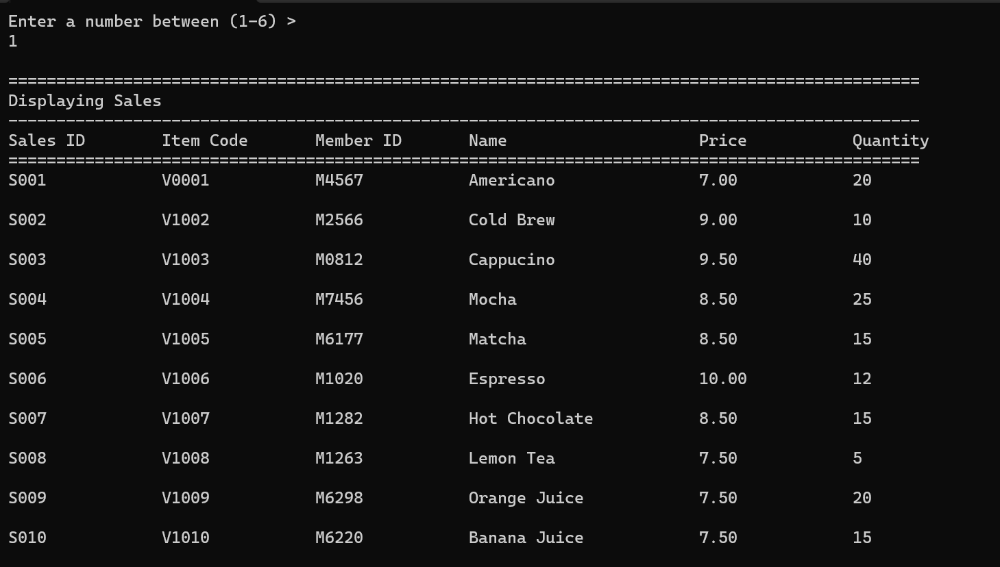 Enter a number between (1-6) >
1
===============================================================================================
Displaying Sales
-----------------------------------------------------------------------------------------------
Sales ID Item Code Member ID Name Price Quantity
===============================================================================================
S001 V0001 M4567 Americano 7.00 20
S002 V1002 M2566 Cold Brew 9.00 10
S003 V1003 M0812 Cappucino 9.50 40
S004 V1004 M7456 Mocha 8.50 25
S005 V1005 M6177 Matcha 8.50 15
S006 V1006 M1020 Espresso 10.00 12
S007 V1007 M1282 Hot Chocolate 8.50 15
S008 V1008 M1263 Lemon Tea 7.50 5
S009 V1009 M6298 Orange Juice 7.50 20
S010 V1010 M6220 Banana Juice 7.50 15